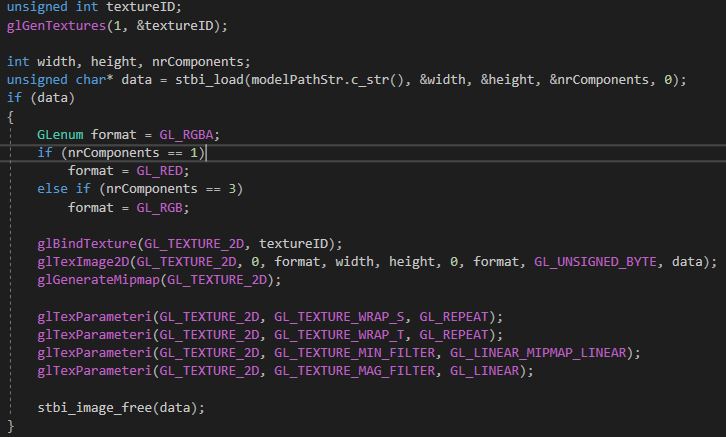 unsigned int textureID;
glGenTextures(1, &textureID);

int width, height, nrComponents;
unsigned char* data = stbi_load(modelPathStr.c_str(), &width, &height, &nrComponents, 0);
if (data)
{
    GLenum format = GL_RGBA;
    if (nrComponents == 1)
        format = GL_RED;
    else if (nrComponents == 3)
        format = GL_RGB;

    glBindTexture(GL_TEXTURE_2D, textureID);
    glTexImage2D(GL_TEXTURE_2D, 0, format, width, height, 0, format, GL_UNSIGNED_BYTE, data);
    glGenerateMipmap(GL_TEXTURE_2D);

    glTexParameteri(GL_TEXTURE_2D, GL_TEXTURE_WRAP_S, GL_REPEAT);
    glTexParameteri(GL_TEXTURE_2D, GL_TEXTURE_WRAP_T, GL_REPEAT);
    glTexParameteri(GL_TEXTURE_2D, GL_TEXTURE_MIN_FILTER, GL_LINEAR_MIPMAP_LINEAR);
    glTexParameteri(GL_TEXTURE_2D, GL_TEXTURE_MAG_FILTER, GL_LINEAR);

    stbi_image_free(data);
}